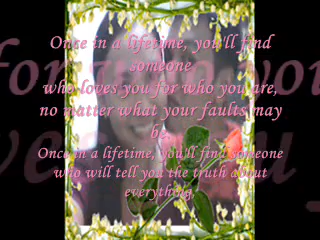 Once in a lifetime, you'll find
someone
who loves you for who you are,
no matter what your faults may
be.
Once in a lifetime, you'll find someone
who will tell you the truth about
everything,